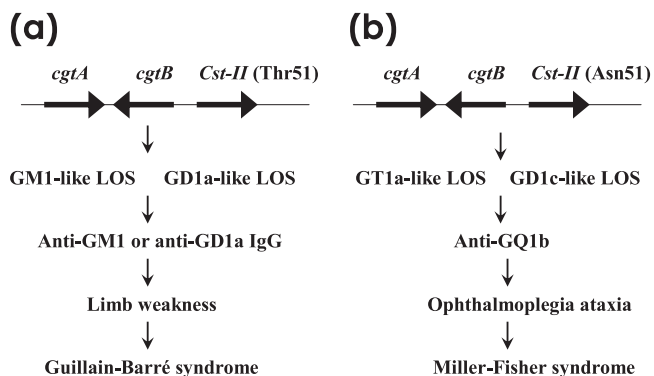 (a)
cgtA cgtB Cst-II (Thr51)
GM1-like LOS GD1a-like LOS
Anti-GM1 or anti-GD1a IgG
Limb weakness
Guillain-Barré syndrome
(b)
cgtA cgtB Cst-II (Asn51)
GT1a-like LOS GD1c-like LOS
Anti-GQ1b
Ophthalmoplegia ataxia
Miller-Fisher syndrome